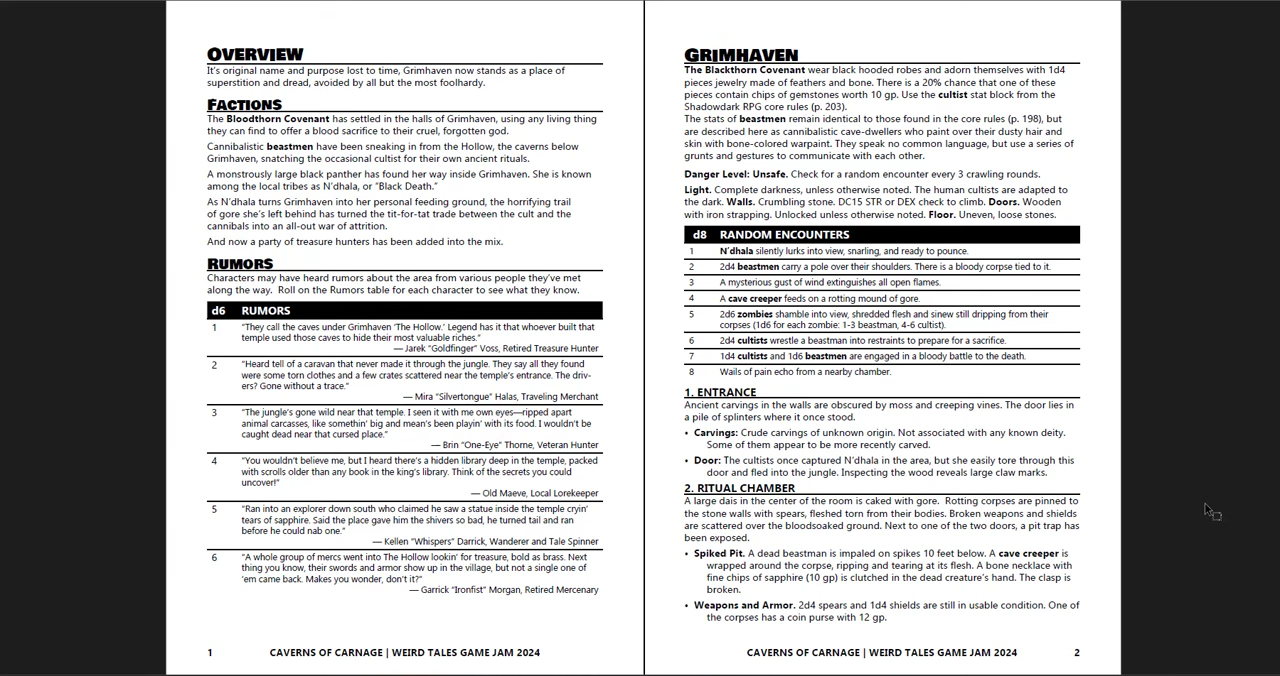 OVERVIEW
It's original name and purpose lost to time, Grimhaven now stands as a place of
superstition and dread, avoided by all but the most foolhardy.
FACTIONS
The Bloodthorn Covenant has settled in the halls of Grimhaven, using any living thing
they can find to offer a blood sacrifice to their cruel, forgotten god.
Cannibalistic beastmen have been sneaking in from the Hollow, the caverns below
Grimhaven, snatching the occasional cultist for their own ancient rituals.
A monstrously large black panther has found her way inside Grimhaven. She is known
among the local tribes as N'dhala, or "Black Death."
As N'dhala turns Grimhaven into her personal feeding ground, the horrifying trail
of gore she's left behind has turned the tit-for-tat trade between the cult and the
cannibals into an all-out war of attrition.
And now a party of treasure hunters has been added into the mix.
RUMORS
Characters may have heard rumors about the area from various people they've met
along the way. Roll on the Rumors table for each character to see what they know.
d6 RUMORS
1 "They call the caves under Grimhaven 'The Hollow.' Legend has it that whoever built that
temple used those caves to hide their most valuable riches."
— Jarek "Goldfinger" Voss, Retired Treasure Hunter
2 "Heard tell of a caravan that never made it through the jungle. They say all they found
were some torn clothes and a few crates scattered near the temple's entrance. The driv-
ers? Gone without a trace."
— Mira "Silvertongue" Halas, Traveling Merchant
3 "The jungle's gone wild near that temple. I seen it with me own eyes—ripped apart
animal carcasses, like somethin' big and mean's been playin' with its food. I wouldn't be
caught dead near that cursed place."
— Brin "One-Eye" Thorne, Veteran Hunter
4 "You wouldn't believe me, but I heard there's a hidden library deep in the temple, packed
with scrolls older than any book in the king's library. Think of the secrets you could
uncover!"
— Old Maeve, Local Lorekeeper
5 "Ran into an explorer down south who claimed he saw a statue inside the temple cryin'
tears of sapphire. Said the place gave him the shivers so bad, he turned tail and ran
before he could nab one."
— Kellen "Whispers" Darrick, Wanderer and Tale Spinner
6 "A whole group of mercs went into The Hollow lookin' for treasure, bold as brass. Next
thing you know, their swords and armor show up in the village, but not a single one of
'em came back. Makes you wonder, don't it?"
— Garrick "Ironfist" Morgan, Retired Mercenary
1 CAVERNS OF CARNAGE | WEIRD TALES GAME JAM 2024
GRIMHAVEN
The Blackthorn Covenant wear black hooded robes and adorn themselves with 1d4
pieces jewelry made of feathers and bone. There is a 20% chance that one of these
pieces contain chips of gemstones worth 10 gp. Use the cultist stat block from the
Shadowdark RPG core rules (p. 203).
The stats of beastmen remain identical to those found in the core rules (p. 198), but
are described here as cannibalistic cave-dwellers who paint over their dusty hair and
skin with bone-colored warpaint. They speak no common language, but use a series of
grunts and gestures to communicate with each other.
Danger Level: Unsafe. Check for a random encounter every 3 crawling rounds.
Light. Complete darkness, unless otherwise noted. The human cultists are adapted to
the dark. Walls. Crumbling stone. DC15 STR or DEX check to climb. Doors. Wooden
with iron strapping. Unlocked unless otherwise noted. Floor. Uneven, loose stones.
d8 RANDOM ENCOUNTERS
1 N'dhala silently lurks into view, snarling, and ready to pounce.
2 2d4 beastmen carry a pole over their shoulders. There is a bloody corpse tied to it.
3 A mysterious gust of wind extinguishes all open flames.
4 A cave creeper feeds on a rotting mound of gore.
5 2d6 zombies shamble into view, shredded flesh and sinew still dripping from their
corpses (1d6 for each zombie: 1-3 beastman, 4-6 cultist).
6 2d4 cultists wrestle a beastman into restraints to prepare for a sacrifice.
7 1d4 cultists and 1d6 beastmen are engaged in a bloody battle to the death.
8 Wails of pain echo from a nearby chamber.
1. ENTRANCE
Ancient carvings in the walls are obscured by moss and creeping vines. The door lies in
a pile of splinters where it once stood.
• Carvings: Crude carvings of unknown origin. Not associated with any known deity.
Some of them appear to be more recently carved.
• Door: The cultists once captured N'dhala in the area, but she easily tore through this
door and fled into the jungle. Inspecting the wood reveals large claw marks.
2. RITUAL CHAMBER
A large dais in the center of the room is caked with gore. Rotting corpses are pinned to
the stone walls with spears, fleshed torn from their bodies. Broken weapons and shields
are scattered over the bloodsoaked ground. Next to one of the two doors, a pit trap has
been exposed.
• Spiked Pit. A dead beastman is impaled on spikes 10 feet below. A cave creeper is
wrapped around the corpse, ripping and tearing at its flesh. A bone necklace with
fine chips of sapphire (10 gp) is clutched in the dead creature's hand. The clasp is
broken.
• Weapons and Armor. 2d4 spears and 1d4 shields are still in usable condition. One of
the corpses has a coin purse with 12 gp.
CAVERNS OF CARNAGE | WEIRD TALES GAME JAM 2024 2